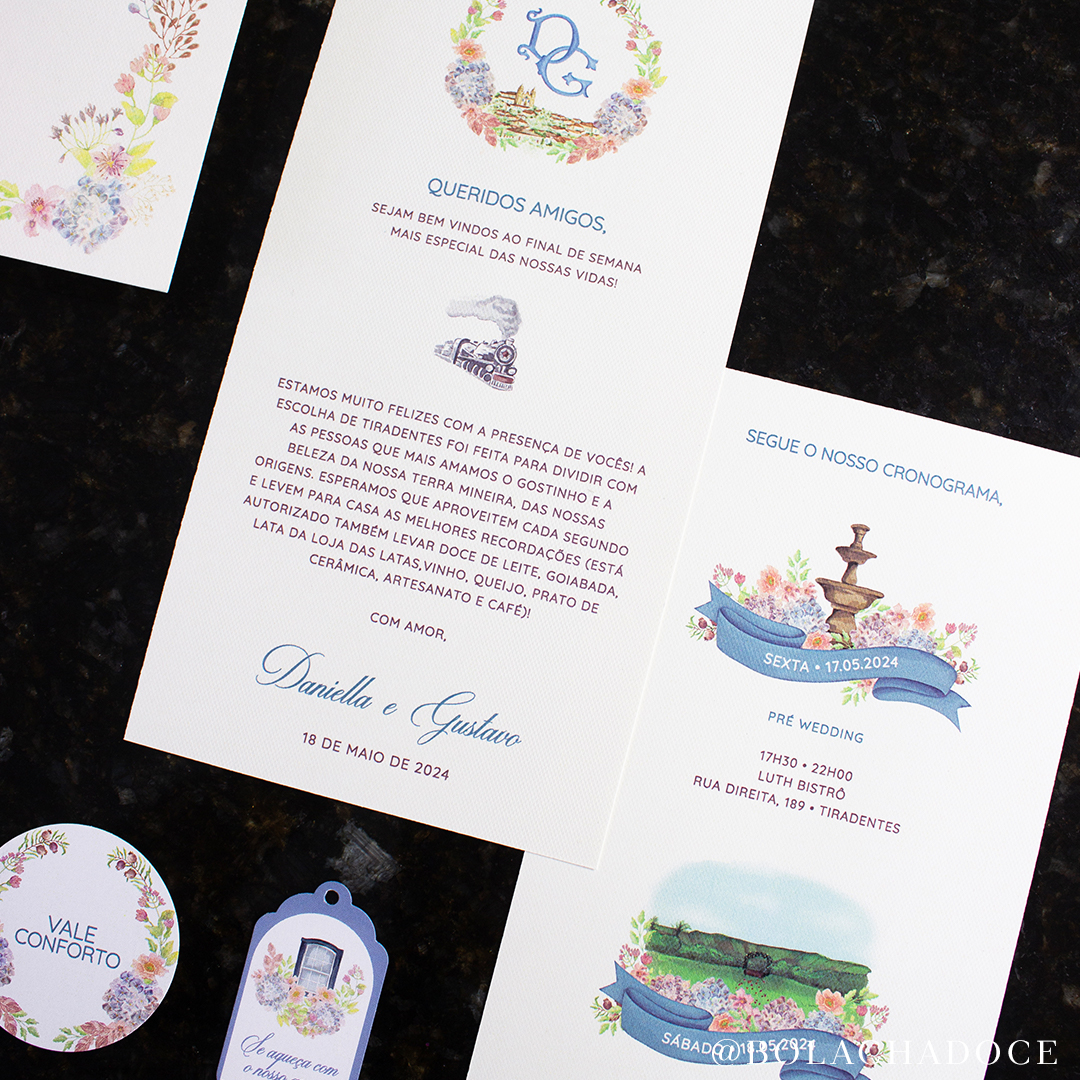 DG
QUERIDOS AMIGOS,
SEJAM BEM VINDOS AO FINAL DE SEMANA
MAIS ESPECIAL DAS NOSSAS VIDAS!
ESTAMOS MUITO FELIZES COM A PRESENÇA DE VOCÊS! A
ESCOLHA DE TIRADENTES FOI FEITA PARA DIVIDIR COM
AS PESSOAS QUE MAIS AMAMOS O GOSTINHO E A
BELEZA DA NOSSA TERRA MINEIRA, DAS NOSSAS
ORIGENS. ESPERAMOS QUE APROVEITEM CADA SEGUNDO
E LEVEM PARA CASA AS MELHORES RECORDAÇÕES (ESTÁ
AUTORIZADO TAMBÉM LEVAR DOCE DE LEITE, GOIABADA,
LATA DA LOJA DAS LATAS,VINHO, QUEIJO, PRATO DE
CERÂMICA, ARTESANATO E CAFÉ)!
COM AMOR,
Daniella e Gustavo
18 DE MAIO DE 2024
SEGUE O NOSSO CRONOGRAMA,
SEXTA • 17.05.2024
PRÉ WEDDING
17H30 • 22H00
LUTH BISTRÔ
RUA DIREITA, 189 • TIRADENTES
SÁBADO • 18.05.2024
VALE
CONFORTO
Se aqueça com
o nosso
@BOLACHADOCE